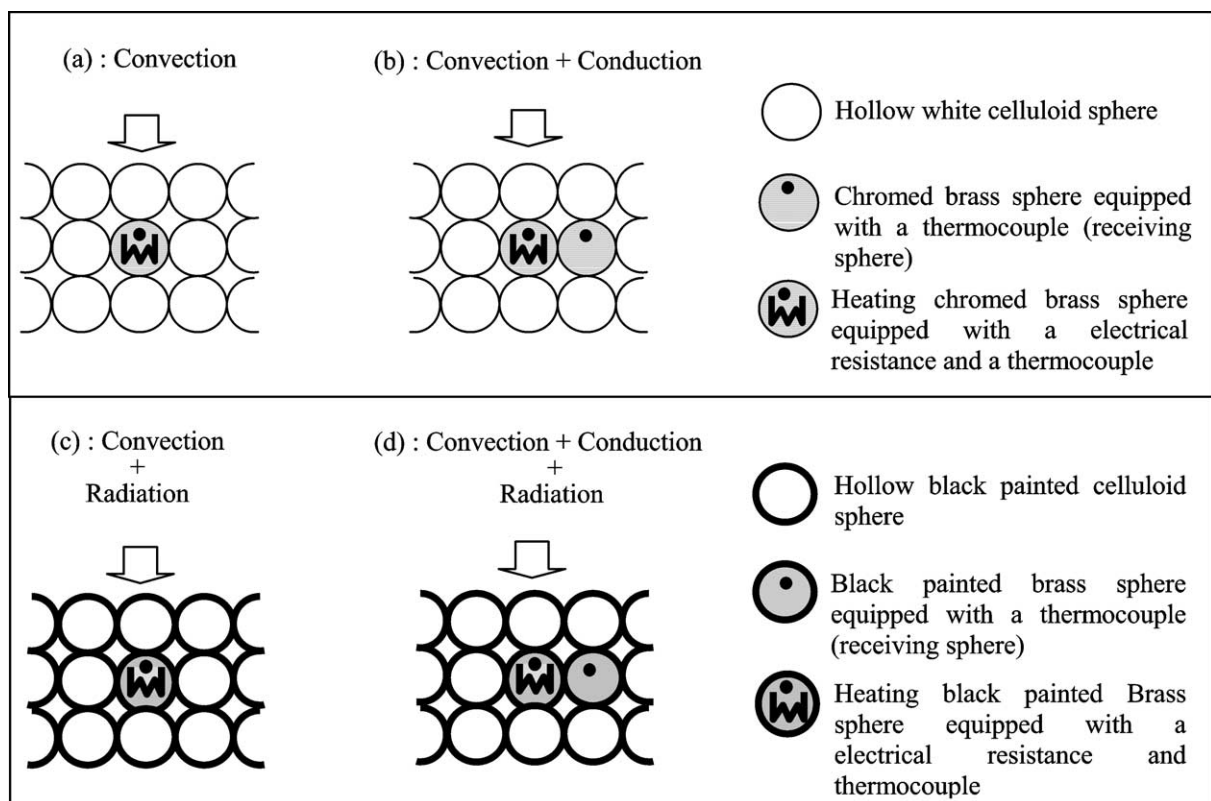 (a) : Convection
(b) : Convection + Conduction
Hollow white celluloid sphere
Chromed brass sphere equipped
with a thermocouple (receiving
sphere)
Heating chromed brass sphere
equipped with a electrical
resistance and a thermocouple
(c) : Convection
+
Radiation
(d) : Convection + Conduction
+
Radiation
Hollow black painted celluloid
sphere
Black painted brass sphere
equipped with a thermocouple
(receiving sphere)
Heating black painted Brass
sphere equipped with a
electrical resistance and
thermocouple